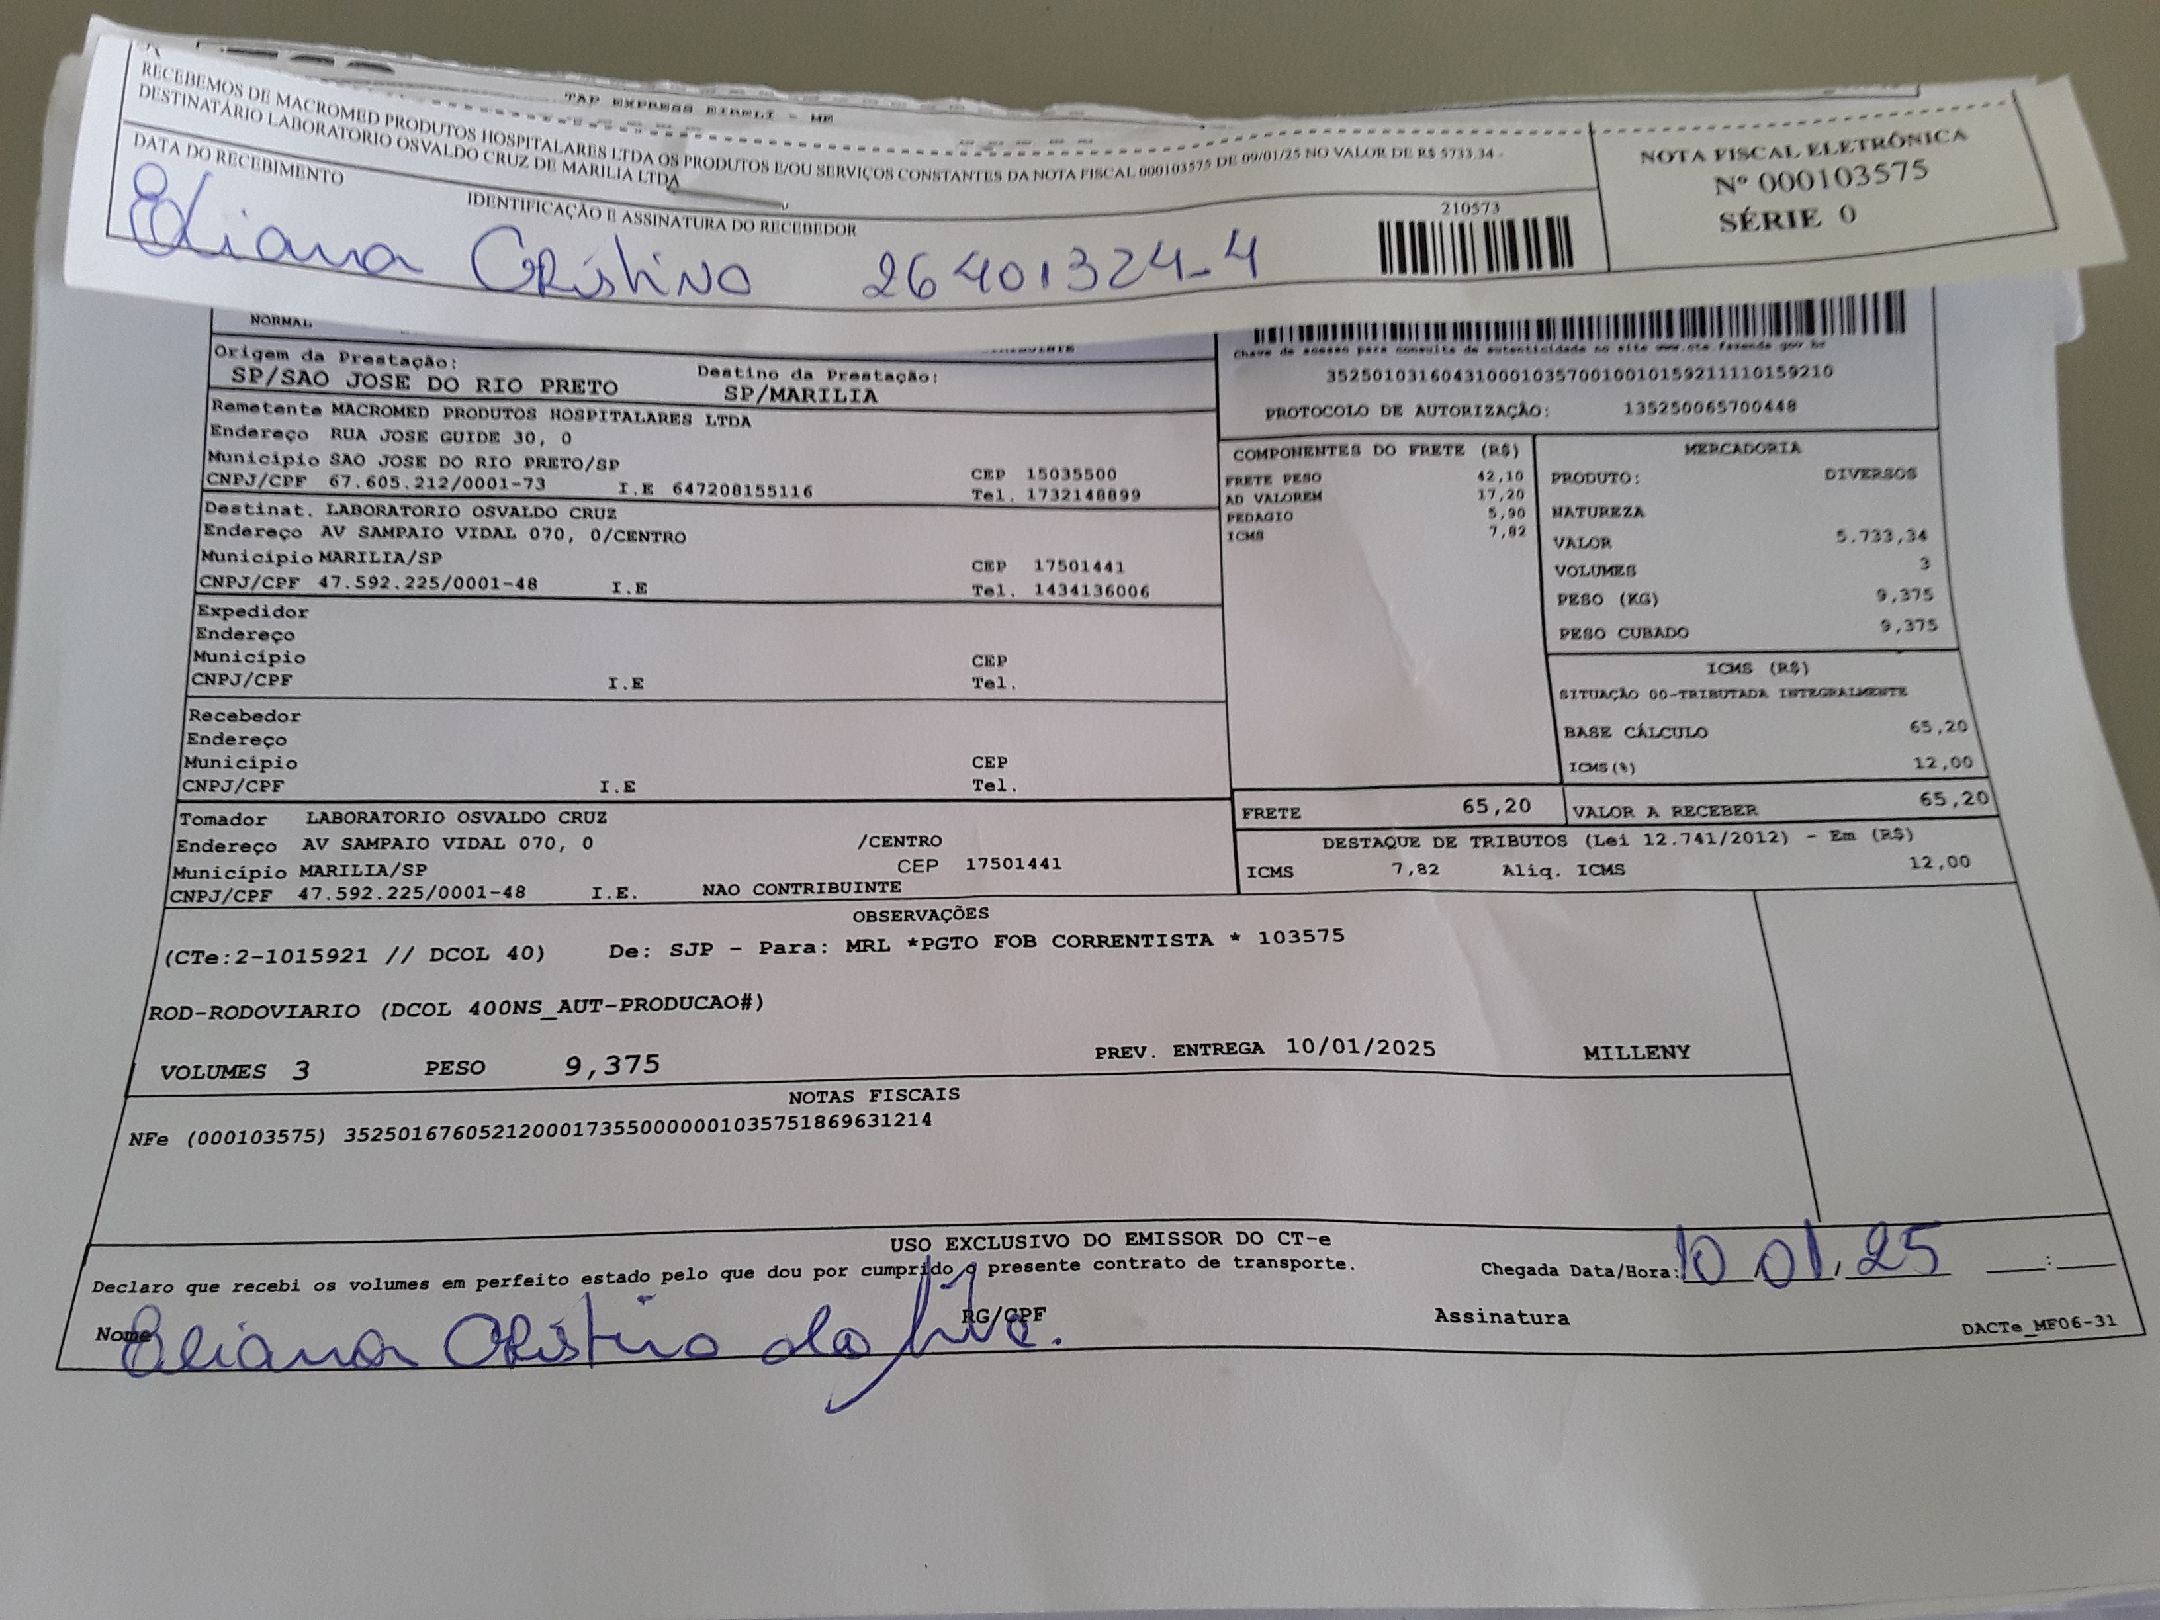 TAP EXPRESS EIRELI - ME
RECEBEMOS DE MACROMED PRODUTOS HOSPITALARES LTDA OS PRODUTOS E/OU SERVIÇOS CONSTANTES DA NOTA FISCAL 000103575 DE 09/01/25 NO VALOR DE R$ 5733.34 -
DESTINATÁRIO LABORATORIO OSVALDO CRUZ DE MARILIA LTDA
DATA DO RECEBIMENTO
IDENTIFICAÇÃO E ASSINATURA DO RECEBEDOR
Eliana Cristina 26401324-4
210573
NOTA FISCAL ELETRÔNICA
Nº 000103575
SÉRIE 0
NORMAL
Origem da Prestação:
SP/SAO JOSE DO RIO PRETO
Destino da Prestação:
SP/MARILIA
Remetente MACROMED PRODUTOS HOSPITALARES LTDA
Endereço RUA JOSE GUIDE 30, 0
Município SAO JOSE DO RIO PRETO/SP CEP 15035500
CNPJ/CPF 67.605.212/0001-73 I.E 647208155116 Tel. 1732148899
Destinat. LABORATORIO OSVALDO CRUZ
Endereço AV SAMPAIO VIDAL 070, 0/CENTRO
Município MARILIA/SP CEP 17501441
CNPJ/CPF 47.592.225/0001-48 I.E Tel. 1434136006
Expedidor
Endereço
Município CEP
CNPJ/CPF I.E Tel.
Recebedor
Endereço
Município CEP
CNPJ/CPF I.E Tel.
Tomador LABORATORIO OSVALDO CRUZ
Endereço AV SAMPAIO VIDAL 070, 0 /CENTRO
Município MARILIA/SP CEP 17501441
CNPJ/CPF 47.592.225/0001-48 I.E. NAO CONTRIBUINTE
Chave de acesso para consulta de autenticidade no site www.cte.fazenda.gov.br
35250103160431000103570010010159211110159210
PROTOCOLO DE AUTORIZAÇÃO: 135250065700448
COMPONENTES DO FRETE (R$)
FRETE PESO 42,10
AD VALOREM 17,20
PEDAGIO 5,90
ICMS 7,82
MERCADORIA
PRODUTO: DIVERSOS
NATUREZA
VALOR 5.733,34
VOLUMES 3
PESO (KG) 9,375
PESO CUBADO 9,375
ICMS (R$)
SITUAÇÃO 00-TRIBUTADA INTEGRALMENTE
BASE CÁLCULO 65,20
ICMS(%) 12,00
FRETE 65,20 VALOR A RECEBER 65,20
DESTAQUE DE TRIBUTOS (Lei 12.741/2012) - Em (R$)
ICMS 7,82 Aliq. ICMS 12,00
OBSERVAÇÕES
(CTe:2-1015921 // DCOL 40) De: SJP - Para: MRL *PGTO FOB CORRENTISTA * 103575
ROD-RODOVIARIO (DCOL 400NS_AUT-PRODUCAO#)
VOLUMES 3 PESO 9,375 PREV. ENTREGA 10/01/2025 MILLENY
NOTAS FISCAIS
NFe (000103575) 35250167605212000173550000001035751869631214
USO EXCLUSIVO DO EMISSOR DO CT-e
Declaro que recebi os volumes em perfeito estado pelo que dou por cumprido o presente contrato de transporte. Chegada Data/Hora: 10 01, 25 :
Nome Eliana Cristina da Silva. RG/CPF Assinatura
DACTe_MF06-31